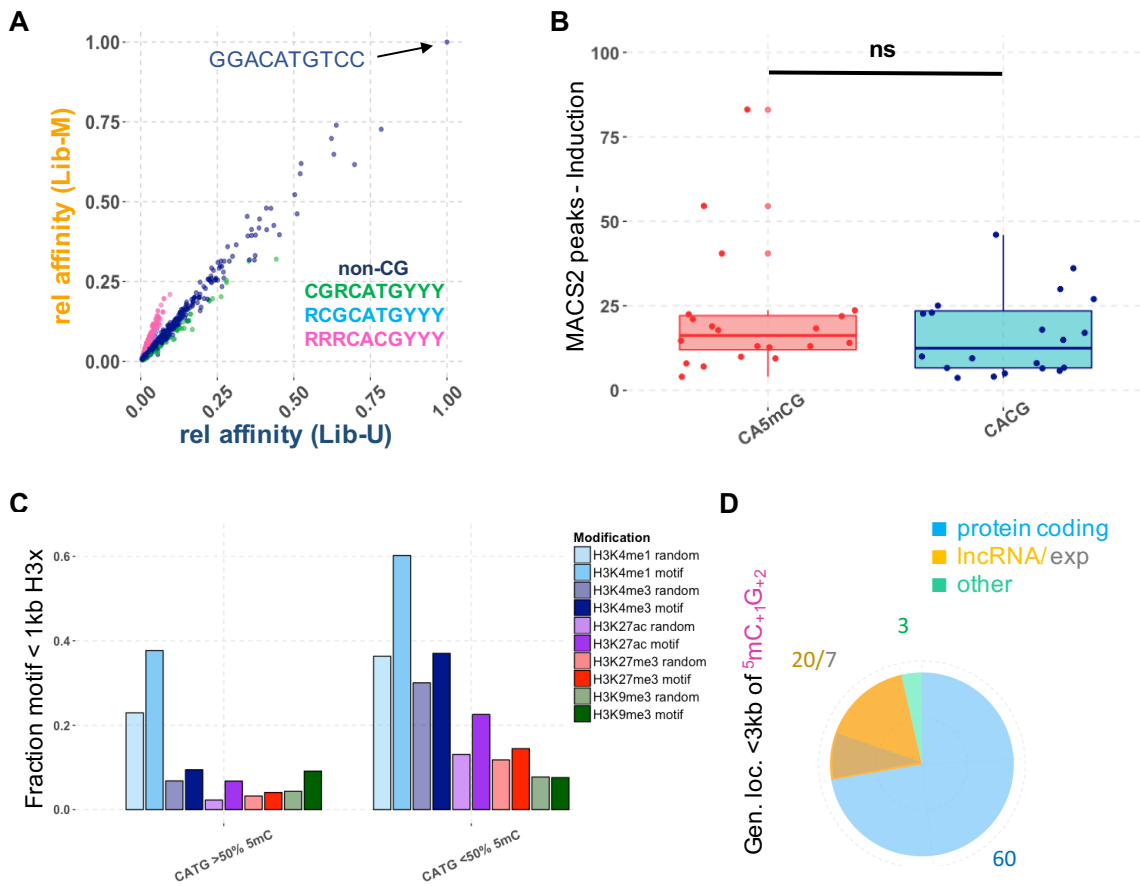 A
1.00
0.75
0.50
0.25
0.00
0.00
0.25
0.50
0.75
1.00
rel affinity (Lib-M)
rel affinity (Lib-U)
GGACATGTCC
non-CG
CGRCATGYYY
RCGCATGYYY
RRRCACGYYY
B
ns
100
75
50
25
0
MACS2 peaks - Induction
CA5mCG
CACG
C
Fraction motif < 1kb H3x
0.6
0.4
0.2
0.0
CATG >50% 5mC
CATG <50% 5mC
Modification
H3K4me1 random
H3K4me1 motif
H3K4me3 random
H3K4me3 motif
H3K27ac random
H3K27ac motif
H3K27me3 random
H3K27me3 motif
H3K9me3 random
H3K9me3 motif
D
protein coding
lncRNA/ exp
other
Gen. loc. <3kb of ⁵mC₊₁G₊₂
3
20/7
60